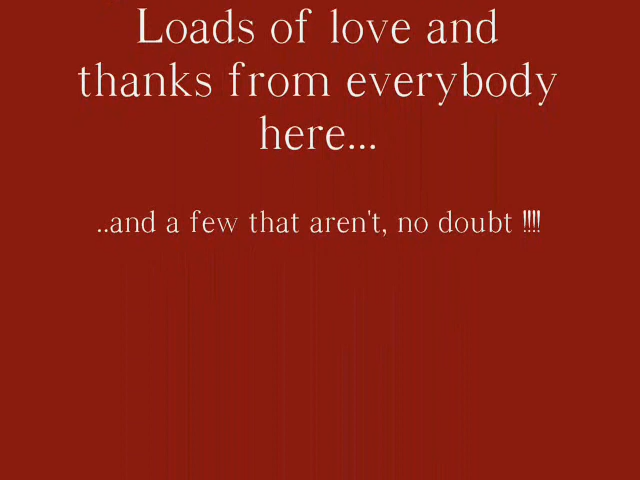 Loads of love and
thanks from everybody
here...
..and a few that aren't, no doubt !!!!